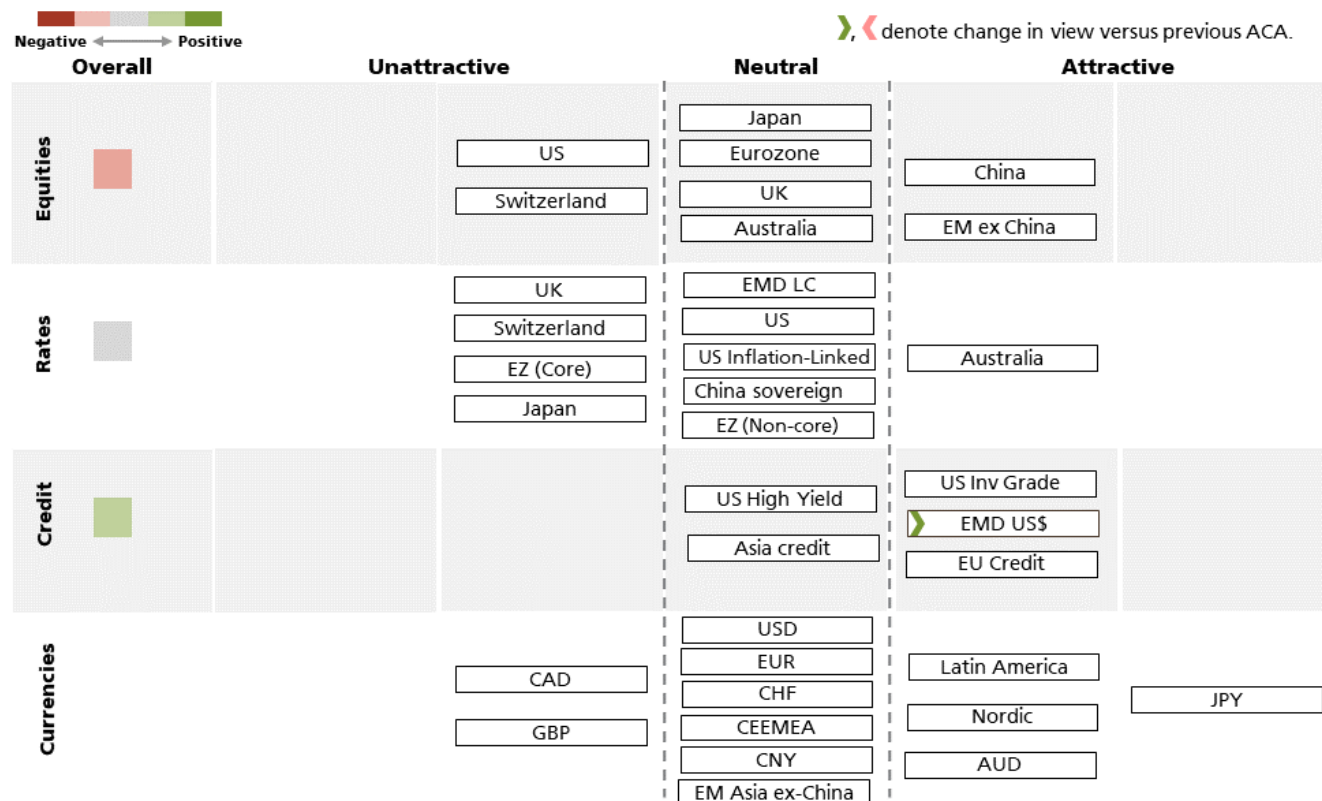 Negative Positive
❯, ❮ denote change in view versus previous ACA.
Overall Unattractive Neutral Attractive
Equities
US
Switzerland
Japan
Eurozone
UK
Australia
China
EM ex China
Rates
UK
Switzerland
EZ (Core)
Japan
EMD LC
US
US Inflation-Linked
China sovereign
EZ (Non-core)
Australia
Credit
US High Yield
Asia credit
US Inv Grade
EMD US$
EU Credit
Currencies
CAD
GBP
USD
EUR
CHF
CEEMEA
CNY
EM Asia ex-China
Latin America
Nordic
AUD
JPY